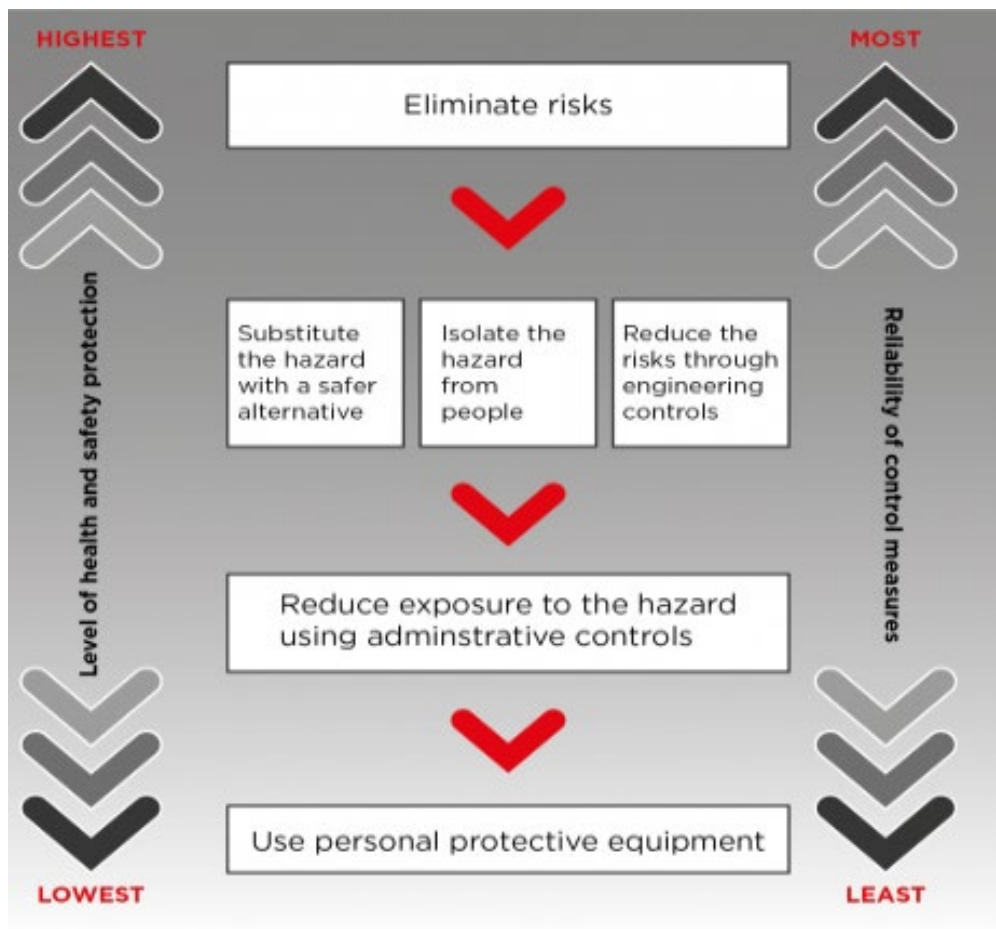 HIGHEST
MOST
Eliminate risks
Substitute
the hazard
with a safer
alternative
Isolate the
hazard
from
people
Reduce the
risks through
engineering
controls
Level of health and safety protection
Reliability of control measures
Reduce exposure to the hazard
using adminstrative controls
Use personal protective equipment
LOWEST
LEAST